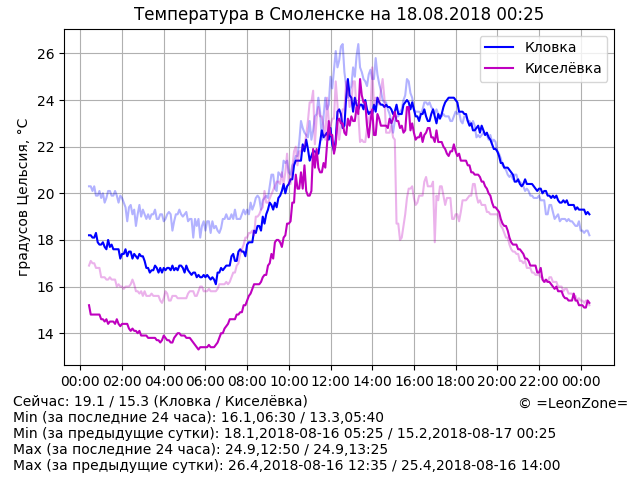 Температура в Смоленске на 18.08.2018 00:25
Кловка
Киселёвка
градусов Цельсия, °C
26
24
22
20
18
16
14
00:00 02:00 04:00 06:00 08:00 10:00 12:00 14:00 16:00 18:00 20:00 22:00 00:00
Сейчас: 19.1 / 15.3 (Кловка / Киселёвка)
© =LeonZone=
Min (за последние 24 часа): 16.1,06:30 / 13.3,05:40
Min (за предыдущие сутки): 18.1,2018-08-16 05:25 / 15.2,2018-08-17 00:25
Max (за последние 24 часа): 24.9,12:50 / 24.9,13:25
Max (за предыдущие сутки): 26.4,2018-08-16 12:35 / 25.4,2018-08-16 14:00